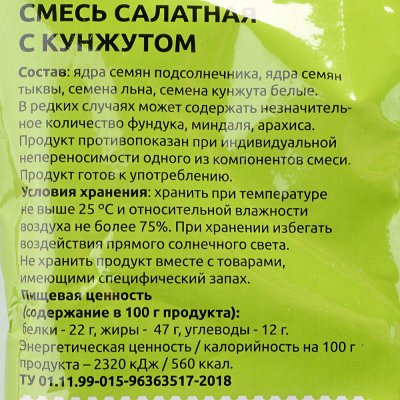 СМЕСЬ САЛАТНАЯ
С КУНЖУТОМ
Состав: ядра семян подсолнечника, ядра семян
тыквы, семена льна, семена кунжута белые.
В редких случаях может содержать незначитель-
ное количество фундука, миндаля, арахиса.
Продукт противопоказан при индивидуальной
непереносимости одного из компонентов смеси.
Продукт готов к употреблению.
Условия хранения: хранить при температуре
не выше 25 °С и относительной влажности
воздуха не более 75%. При хранении избегать
воздействия прямого солнечного света.
Не хранить продукт вместе с товарами,
имеющими специфический запах.
Пищевая ценность
(содержание в 100 г продукта):
белки - 22 г, жиры - 47 г, углеводы - 12 г.
Энергетическая ценность / калорийность на 100 г
продукта – 2320 кДж / 560 ккал.
ТУ 01.11.99-015-96363517-2018